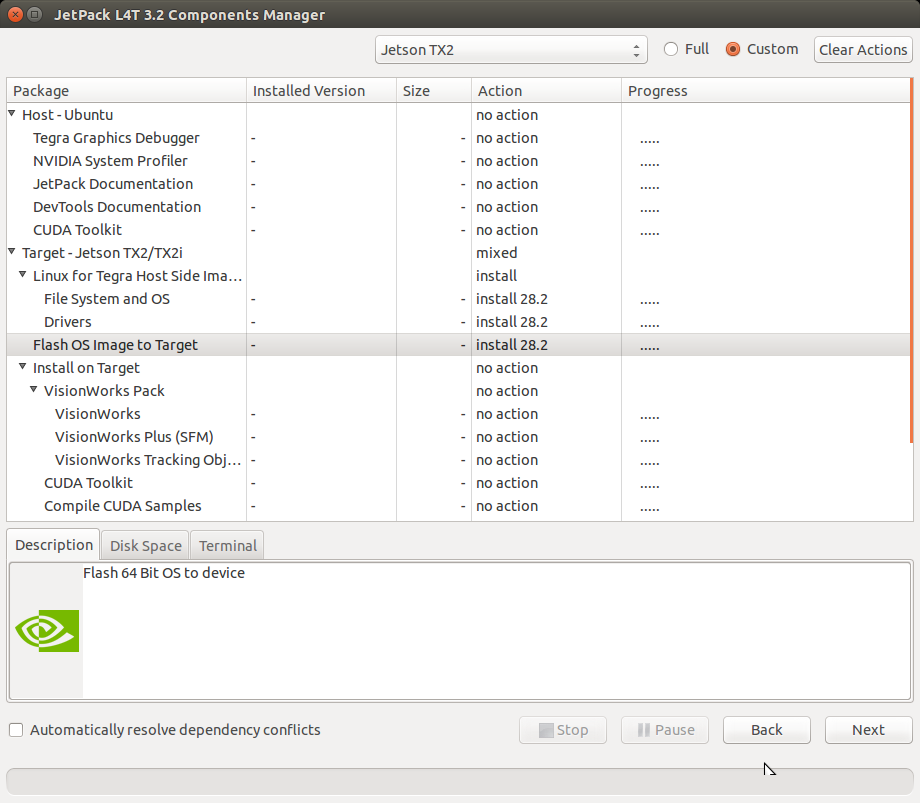 JetPack L4T 3.2 Components Manager
Jetson TX2 Full Custom Clear Actions
Package Installed Version Size Action Progress
Host - Ubuntu no action
Tegra Graphics Debugger - - no action .....
NVIDIA System Profiler - - no action .....
JetPack Documentation - - no action .....
DevTools Documentation - - no action .....
CUDA Toolkit - - no action .....
Target - Jetson TX2/TX2i mixed
Linux for Tegra Host Side Ima... install
File System and OS - - install 28.2 .....
Drivers - - install 28.2 .....
Flash OS Image to Target - - install 28.2 .....
Install on Target no action
VisionWorks Pack no action
VisionWorks - - no action .....
VisionWorks Plus (SFM) - - no action .....
VisionWorks Tracking Obj... - - no action .....
CUDA Toolkit - - no action .....
Compile CUDA Samples - - no action .....
Description Disk Space Terminal
Flash 64 Bit OS to device
Automatically resolve dependency conflicts Stop Pause Back Next